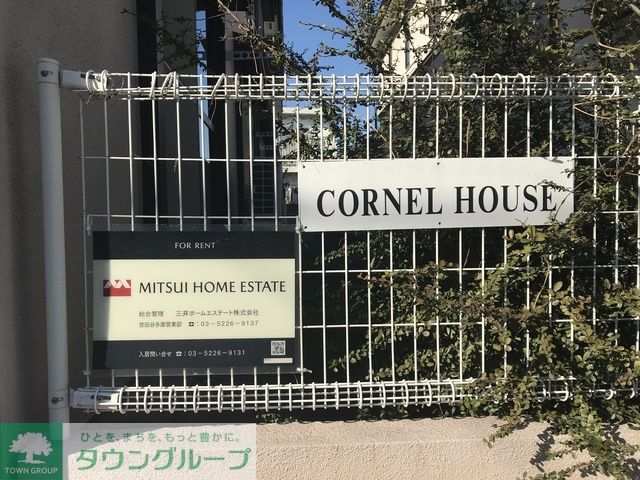 CORNEL HOUSE
FOR RENT
MITSUI HOME ESTATE
総合管理 三井ホームエステート株式会社
世田谷多摩営業部 ☎：03-5226-9137
入居問い合せ ☎：03-5226-9131
TOWN GROUP
ひとを、まちを、もっと豊かに。
タウングループ